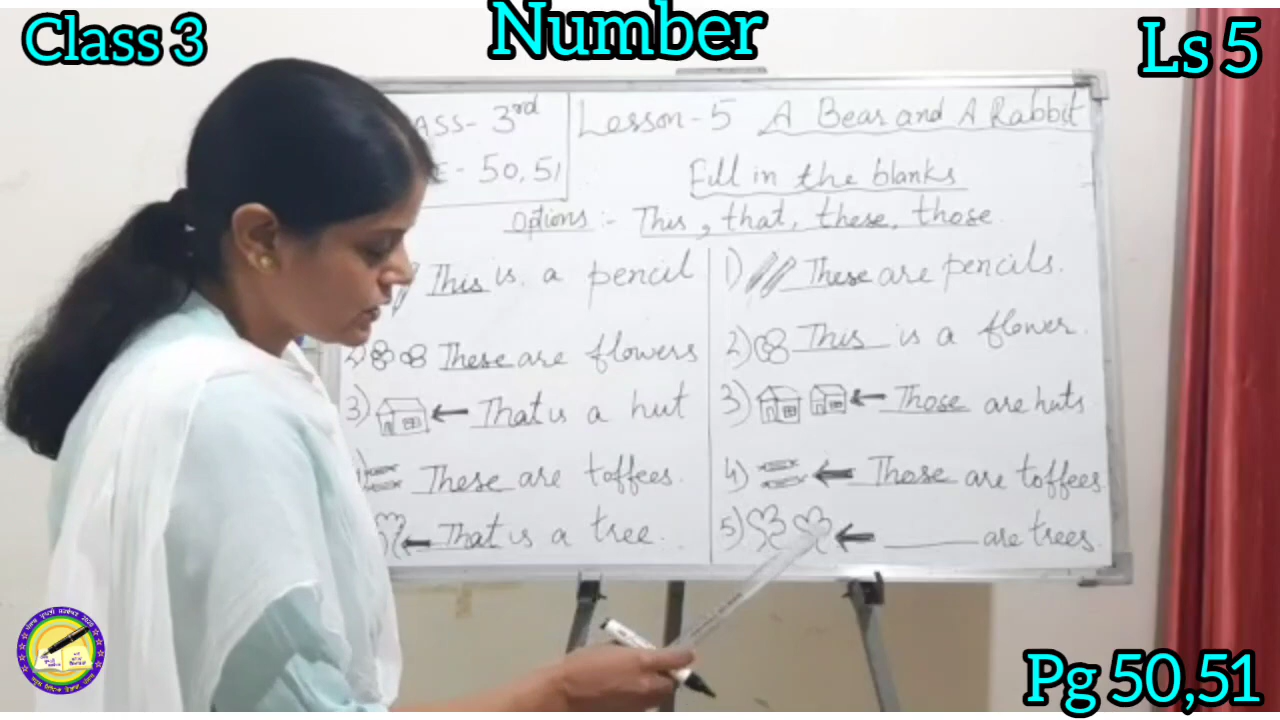 Class 3
Number
Ls 5
ASS- 3rd
Lesson-5 A Bear and A Rabbit
E - 50,51
Fill in the blanks
Options :- This, that, these, those.
This is a pencil
2) These are flowers
3) That is a hut
These are toffees.
That is a tree.
1) These are pencils.
2) This is a flower.
3) Those are huts
4) Those are toffees
5) ______ are trees.
Pg 50,51